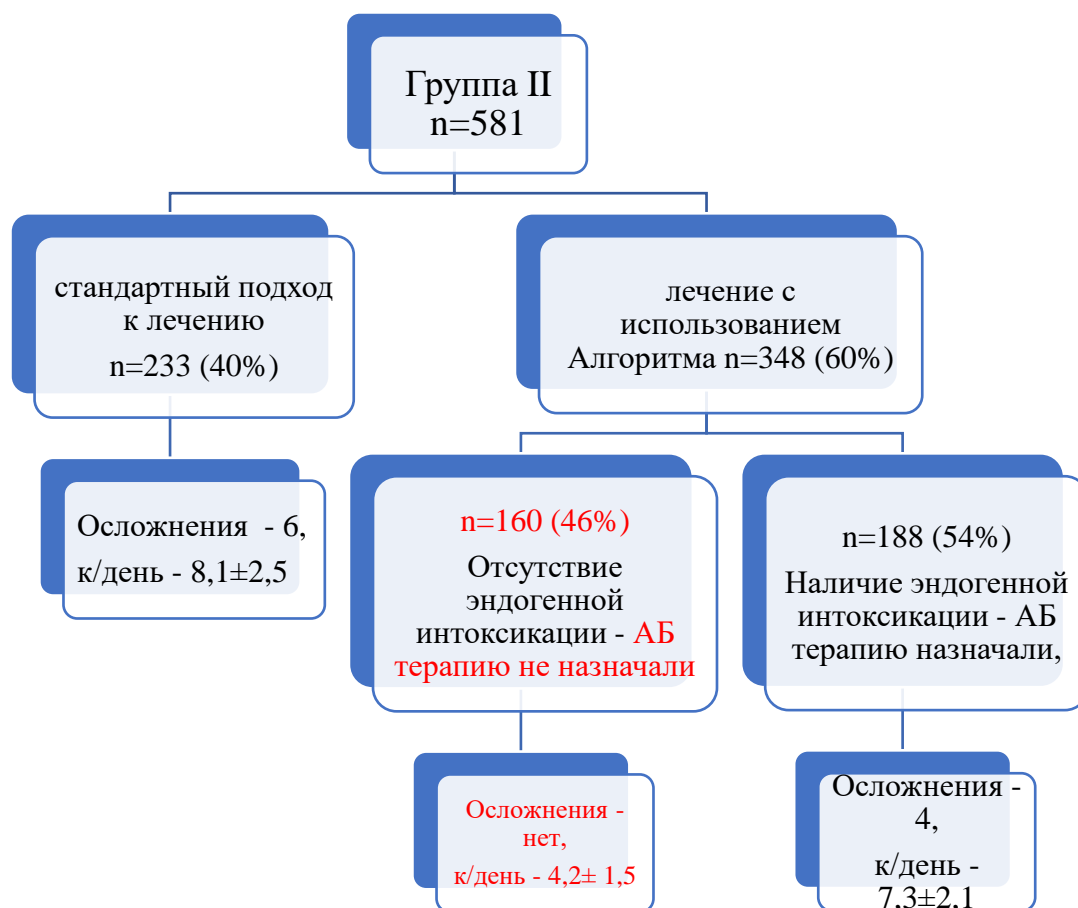 Группа II
n=581
стандартный подход
к лечению
n=233 (40%)
лечение с
использованием
Алгоритма n=348 (60%)
Осложнения - 6,
к/день - 8,1±2,5
n=160 (46%)
Отсутствие
эндогенной
интоксикации - АБ
терапию не назначали
n=188 (54%)
Наличие эндогенной
интоксикации - АБ
терапию назначали,
Осложнения -
нет,
к/день - 4,2± 1,5
Осложнения -
4,
к/день -
7,3±2,1